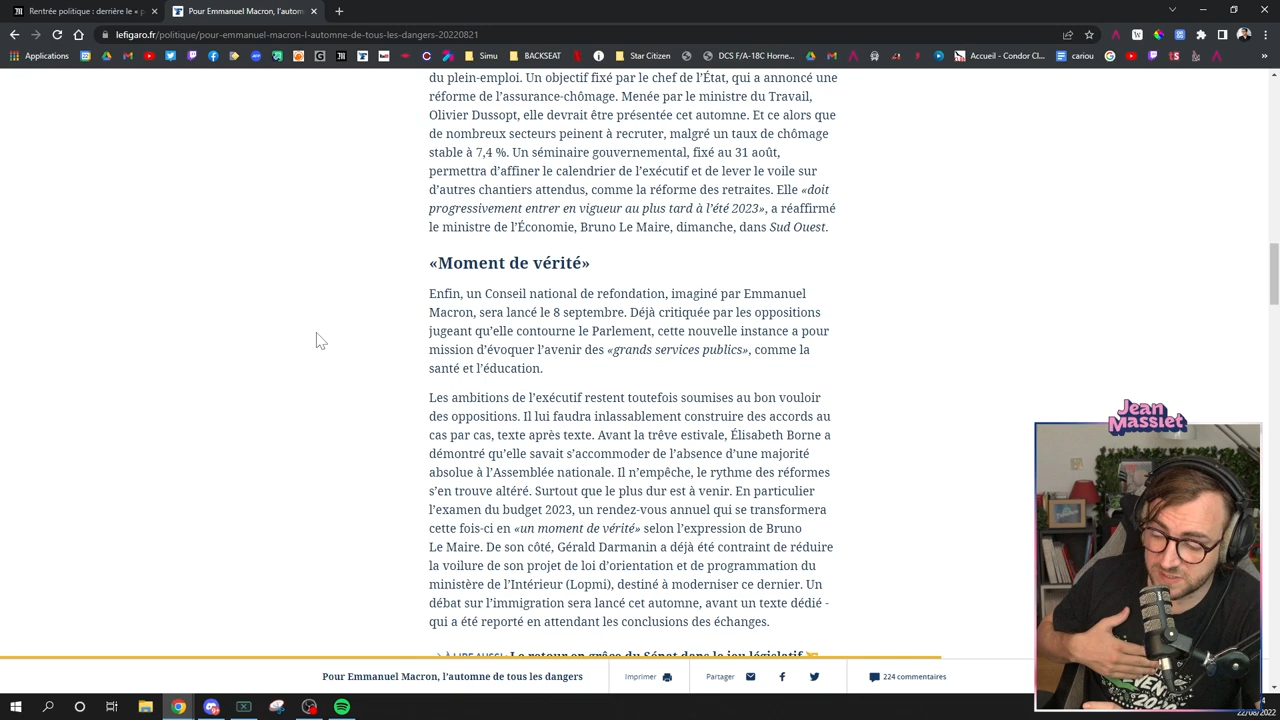 Rentrée politique : derrière le « p
Pour Emmanuel Macron, l'autom
lefigaro.fr/politique/pour-emmanuel-macron-l-automne-de-tous-les-dangers-20220821
Applications
Simu
BACKSEAT
Star Citizen
DCS F/A-18C Horne...
Accueil - Condor Cl...
cariou
du plein-emploi. Un objectif fixé par le chef de l’État, qui a annoncé une
réforme de l’assurance-chômage. Menée par le ministre du Travail,
Olivier Dussopt, elle devrait être présentée cet automne. Et ce alors que
de nombreux secteurs peinent à recruter, malgré un taux de chômage
stable à 7,4 %. Un séminaire gouvernemental, fixé au 31 août,
permettra d’affiner le calendrier de l’exécutif et de lever le voile sur
d’autres chantiers attendus, comme la réforme des retraites. Elle «doit
progressivement entrer en vigueur au plus tard à l’été 2023», a réaffirmé
le ministre de l’Économie, Bruno Le Maire, dimanche, dans Sud Ouest.
«Moment de vérité»
Enfin, un Conseil national de refondation, imaginé par Emmanuel
Macron, sera lancé le 8 septembre. Déjà critiquée par les oppositions
jugeant qu’elle contourne le Parlement, cette nouvelle instance a pour
mission d’évoquer l’avenir des «grands services publics», comme la
santé et l’éducation.
Les ambitions de l’exécutif restent toutefois soumises au bon vouloir
des oppositions. Il lui faudra inlassablement construire des accords au
cas par cas, texte après texte. Avant la trêve estivale, Élisabeth Borne a
démontré qu’elle savait s’accommoder de l’absence d’une majorité
absolue à l’Assemblée nationale. Il n’empêche, le rythme des réformes
s’en trouve altéré. Surtout que le plus dur est à venir. En particulier
l’examen du budget 2023, un rendez-vous annuel qui se transformera
cette fois-ci en «un moment de vérité» selon l’expression de Bruno
Le Maire. De son côté, Gérald Darmanin a déjà été contraint de réduire
la voilure de son projet de loi d’orientation et de programmation du
ministère de l’Intérieur (Lopmi), destiné à moderniser ce dernier. Un
débat sur l’immigration sera lancé cet automne, avant un texte dédié -
qui a été reporté en attendant les conclusions des échanges.
À LIRE AUSSI : Le retour en grâce du Sénat dans le jeu législatif
Pour Emmanuel Macron, l’automne de tous les dangers
Imprimer
Partager
224 commentaires
Jean
Massiet
22/08/2022